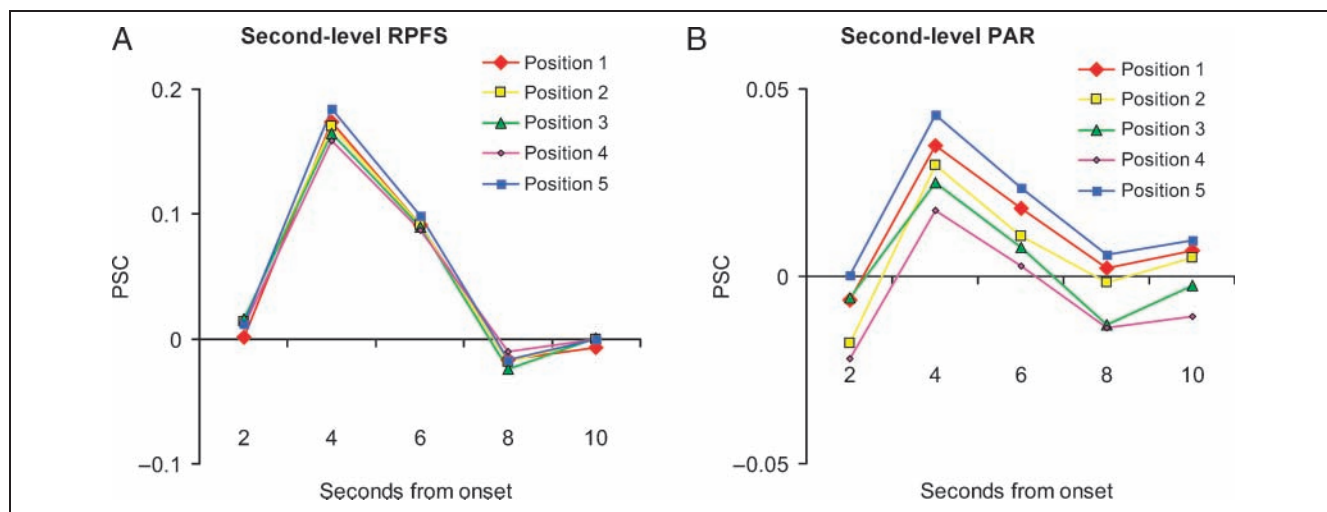 A
Second-level RPFS
Position 1
Position 2
Position 3
Position 4
Position 5
0.2
0.1
0
–0.1
PSC
2 4 6 8 10
Seconds from onset
B
Second-level PAR
Position 1
Position 2
Position 3
Position 4
Position 5
0.05
0
–0.05
PSC
2 4 6 8 10
Seconds from onset